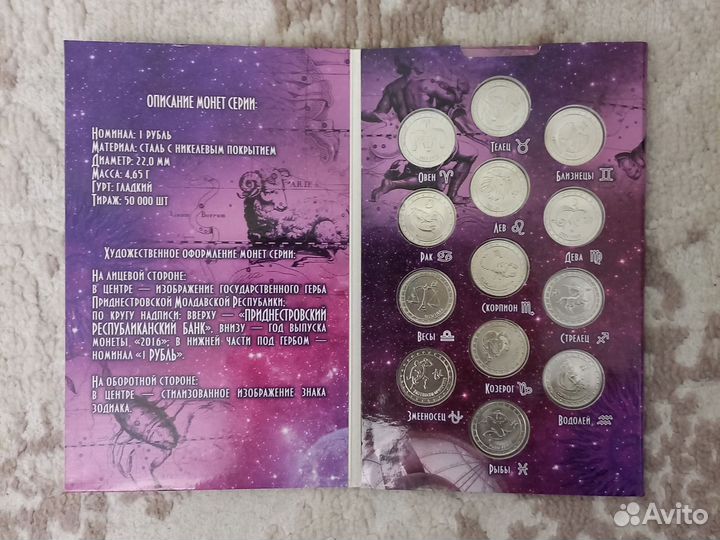 ОПИСАНИЕ МОНЕТ СЕРИИ:
НОМИНАЛ: 1 РУБЛЬ
МАТЕРИАЛ: СТАЛЬ С НИКЕЛЕВЫМ ПОКРЫТИЕМ
ДИАМЕТР: 22,0 ММ
МАССА: 4,65 Г
ГУРТ: ГЛАДКИЙ
ТИРАЖ: 50 000 ШТ
ХУДОЖЕСТВЕННОЕ ОФОРМЛЕНИЕ МОНЕТ СЕРИИ:
НА ЛИЦЕВОЙ СТОРОНЕ:
В ЦЕНТРЕ — ИЗОБРАЖЕНИЕ ГОСУДАРСТВЕННОГО ГЕРБА
ПРИДНЕСТРОВСКОЙ МОЛДАВСКОЙ РЕСПУБЛИКИ;
ПО КРУГУ НАДПИСИ: ВВЕРХУ — «ПРИДНЕСТРОВСКИЙ
РЕСПУБЛИКАНСКИЙ БАНК», ВНИЗУ — ГОД ВЫПУСКА
МОНЕТЫ, «2016»; В НИЖНЕЙ ЧАСТИ ПОД ГЕРБОМ —
НОМИНАЛ «1 РУБЛЬ».
НА ОБОРОТНОЙ СТОРОНЕ:
В ЦЕНТРЕ — СТИЛИЗОВАННОЕ ИЗОБРАЖЕНИЕ ЗНАКА
ЗОДИАКА.
ОВЕН ♈
ТЕЛЕЦ ♉
БЛИЗНЕЦЫ ♊
РАК ♋
ЛЕВ ♌
ДЕВА ♍
ВЕСЫ ♎
СКОРПИОН ♏
СТРЕЛЕЦ ♐
ЗМЕЕНОСЕЦ ⛎
КОЗЕРОГ ♑
ВОДОЛЕЙ ♒
РЫБЫ ♓
Avito